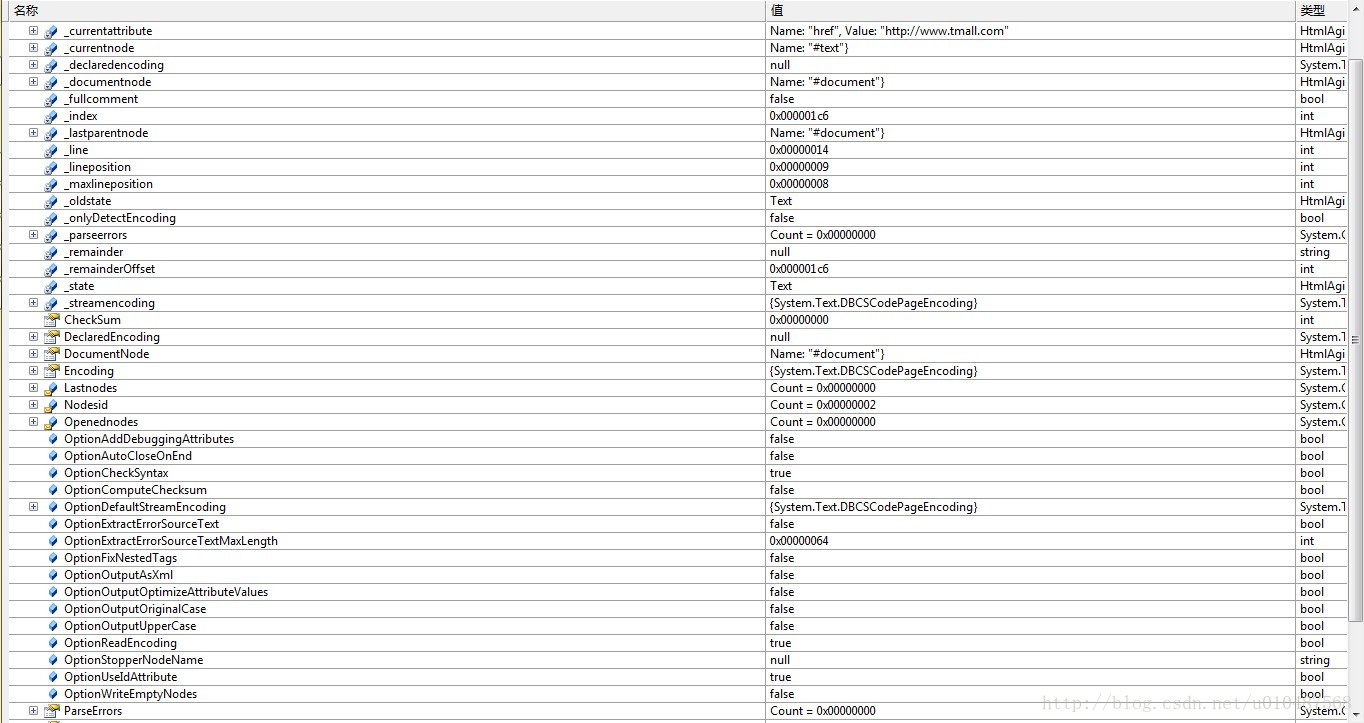 名称 值 类型
_currentattribute Name: "href", Value: "http://www.tmall.com" HtmlAgi
_currentnode Name: "#text"} HtmlAgi
_declaredencoding null System.T
_documentnode Name: "#document"} HtmlAgi
_fullcomment false bool
_index 0x000001c6 int
_lastparentnode Name: "#document"} HtmlAgi
_line 0x00000014 int
_lineposition 0x00000009 int
_maxlineposition 0x00000008 int
_oldstate Text HtmlAgi
_onlyDetectEncoding false bool
_parseerrors Count = 0x00000000 System.C
_remainder null string
_remainderOffset 0x000001c6 int
_state Text HtmlAgi
_streamencoding {System.Text.DBCSCodePageEncoding} System.T
CheckSum 0x00000000 int
DeclaredEncoding null System.T
DocumentNode Name: "#document"} HtmlAgi
Encoding {System.Text.DBCSCodePageEncoding} System.T
Lastnodes Count = 0x00000000 System.C
Nodesid Count = 0x00000002 System.C
Openednodes Count = 0x00000000 System.C
OptionAddDebuggingAttributes false bool
OptionAutoCloseOnEnd false bool
OptionCheckSyntax true bool
OptionComputeChecksum false bool
OptionDefaultStreamEncoding {System.Text.DBCSCodePageEncoding} System.T
OptionExtractErrorSourceText false bool
OptionExtractErrorSourceTextMaxLength 0x00000064 int
OptionFixNestedTags false bool
OptionOutputAsXml false bool
OptionOutputOptimizeAttributeValues false bool
OptionOutputOriginalCase false bool
OptionOutputUpperCase false bool
OptionReadEncoding true bool
OptionStopperNodeName null string
OptionUseIdAttribute true bool
OptionWriteEmptyNodes false bool
ParseErrors Count = 0x00000000 System.C